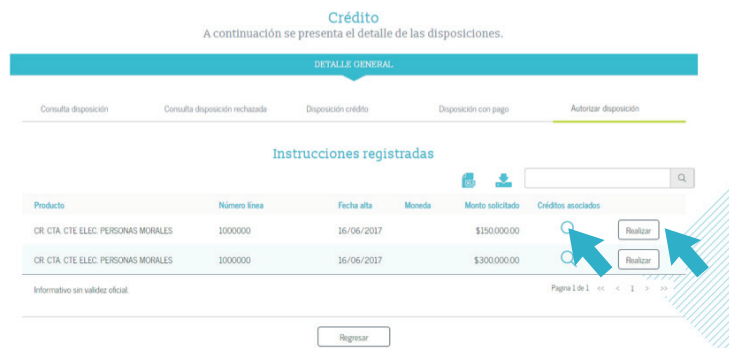 Crédito
A continuación se presenta el detalle de las disposiciones.
DETALLE GENERAL
Consulta disposición Consulta disposición rechazada Disposición crédito Disposición con pago Autorizar disposición
Instrucciones registradas
Producto Número línea Fecha alta Moneda Monto solicitado Créditos asociados
CR. CTA. CTE ELEC. PERSONAS MORALES 1000000 16/06/2017 $150,000.00 Realizar
CR. CTA. CTE ELEC. PERSONAS MORALES 1000000 16/06/2017 $300,000.00 Realizar
Informativo sin validez oficial. Pagina 1 de 1 << < 1 > >>
Regresar